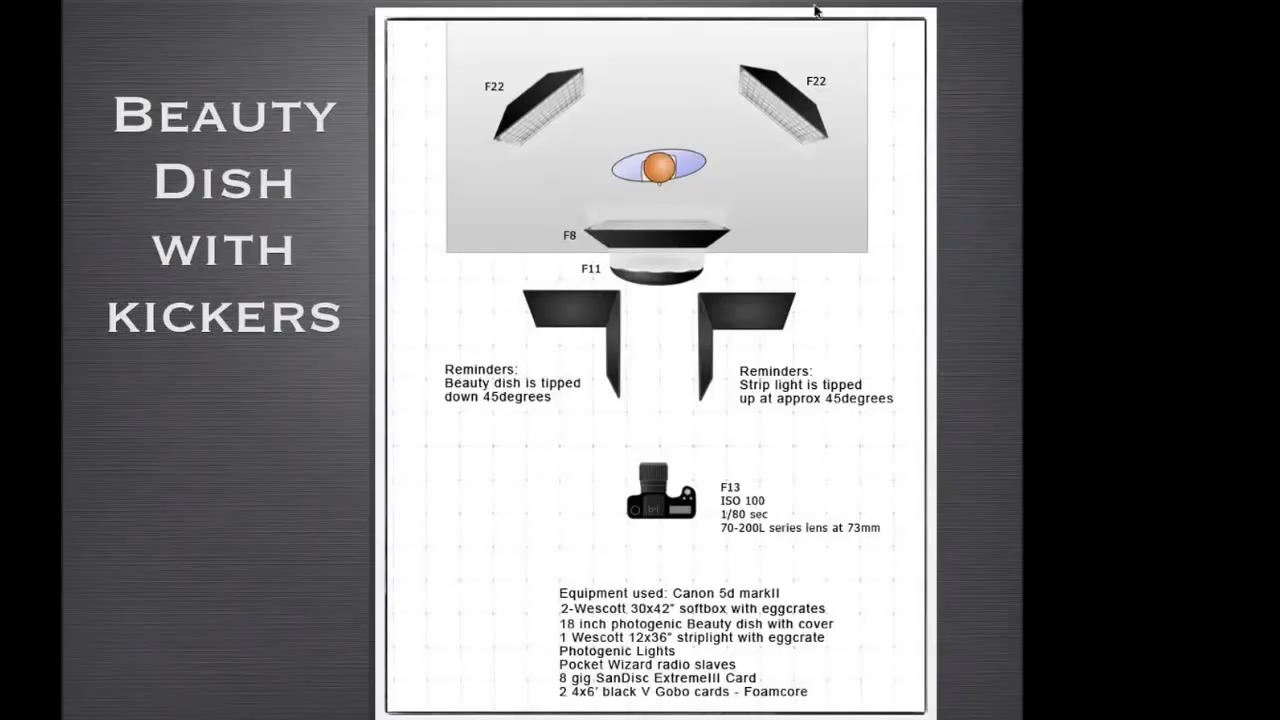 BEAUTY
DISH
WITH
KICKERS
F22
F22
F8
F11
Reminders:
Beauty dish is tipped
down 45degrees
Reminders:
Strip light is tipped
up at approx 45degrees
F13
ISO 100
1/80 sec
70-200L series lens at 73mm
Equipment used: Canon 5d markII
2-Wescott 30x42" softbox with eggcrates
18 inch photogenic Beauty dish with cover
1 Wescott 12x36" striplight with eggcrate
Photogenic Lights
Pocket Wizard radio slaves
8 gig SanDisc ExtremeIII Card
2 4x6' black V Gobo cards - Foamcore